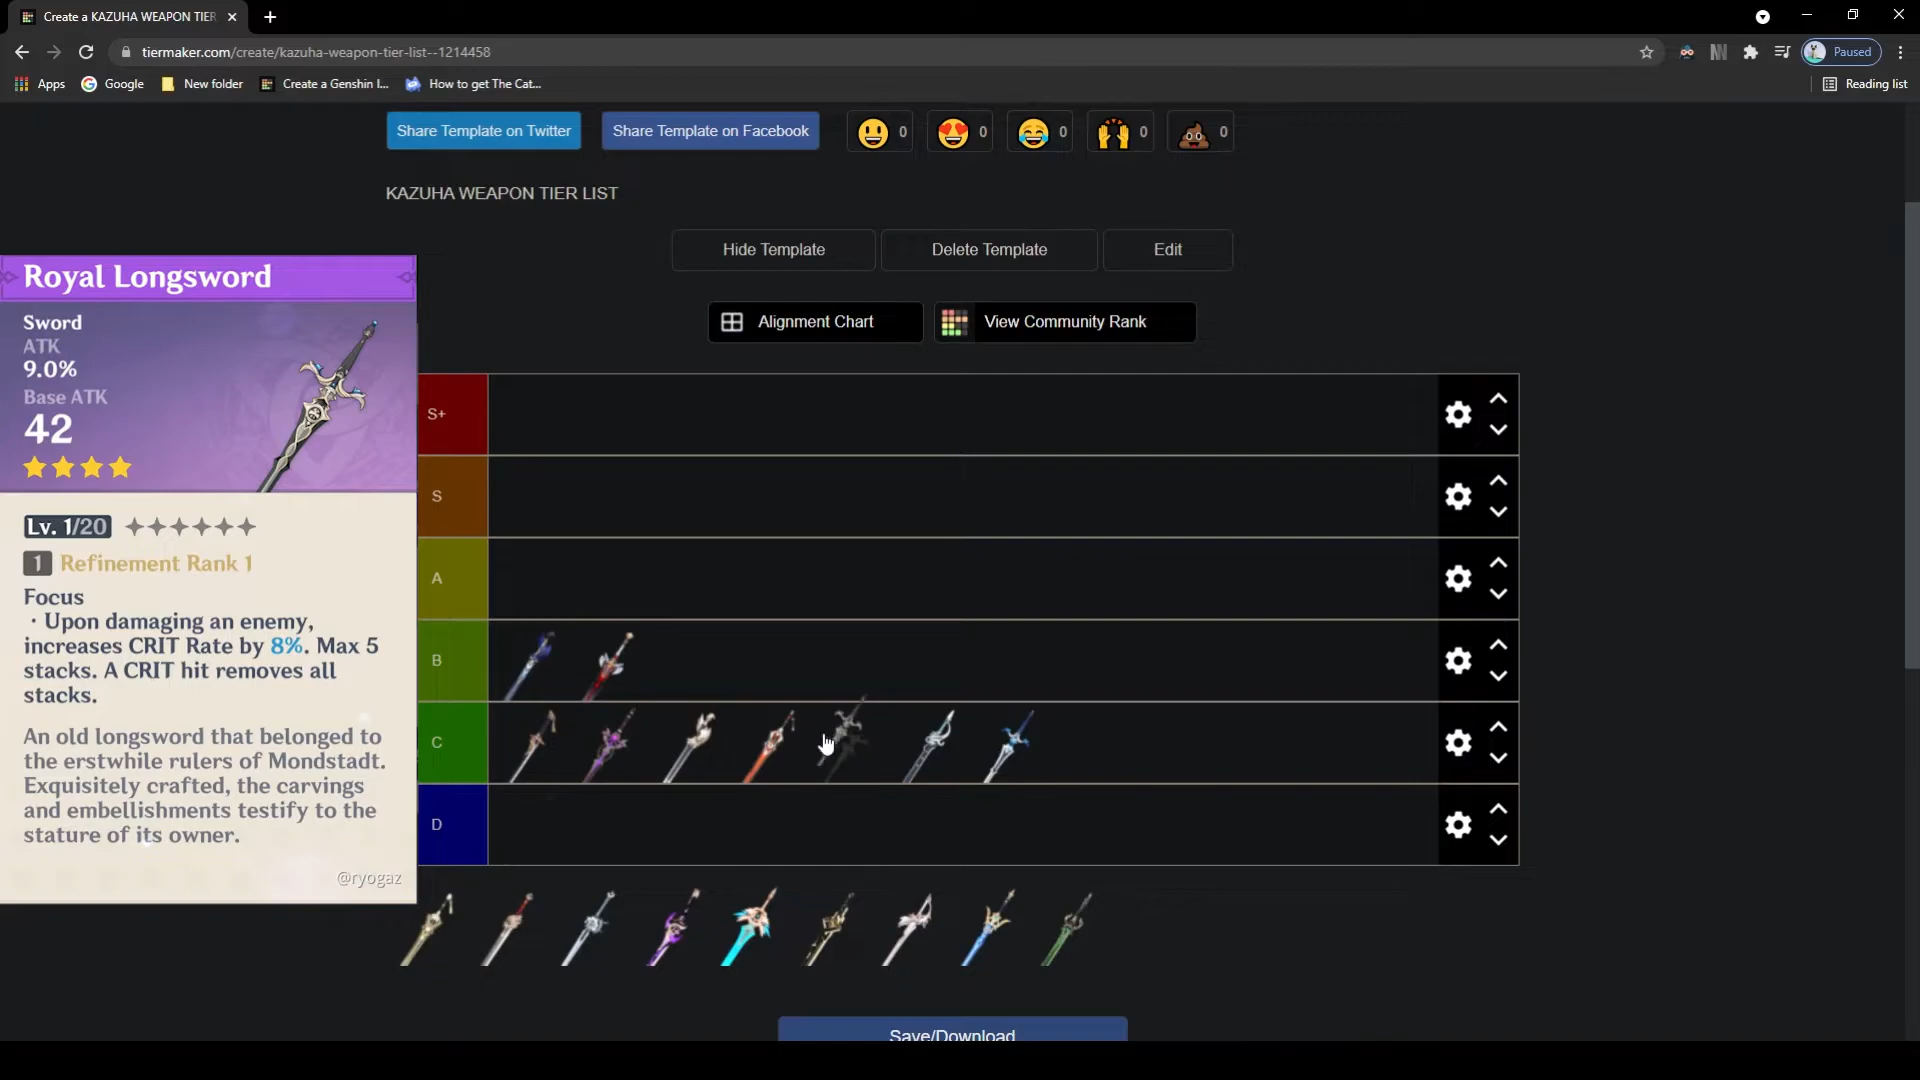 Create a KAZUHA WEAPON TIER
tiermaker.com/create/kazuha-weapon-tier-list--1214458
Paused
Apps
Google
New folder
Create a Genshin I...
How to get The Cat...
Reading list
Share Template on Twitter
Share Template on Facebook
0
0
0
0
0
KAZUHA WEAPON TIER LIST
Hide Template
Delete Template
Edit
Alignment Chart
View Community Rank
Royal Longsword
Sword
ATK
9.0%
Base ATK
42
Lv. 1/20
1 Refinement Rank 1
Focus
· Upon damaging an enemy,
increases CRIT Rate by 8%. Max 5
stacks. A CRIT hit removes all
stacks.
An old longsword that belonged to
the erstwhile rulers of Mondstadt.
Exquisitely crafted, the carvings
and embellishments testify to the
stature of its owner.
@ryogaz
S+
S
A
B
C
D
Save/Download